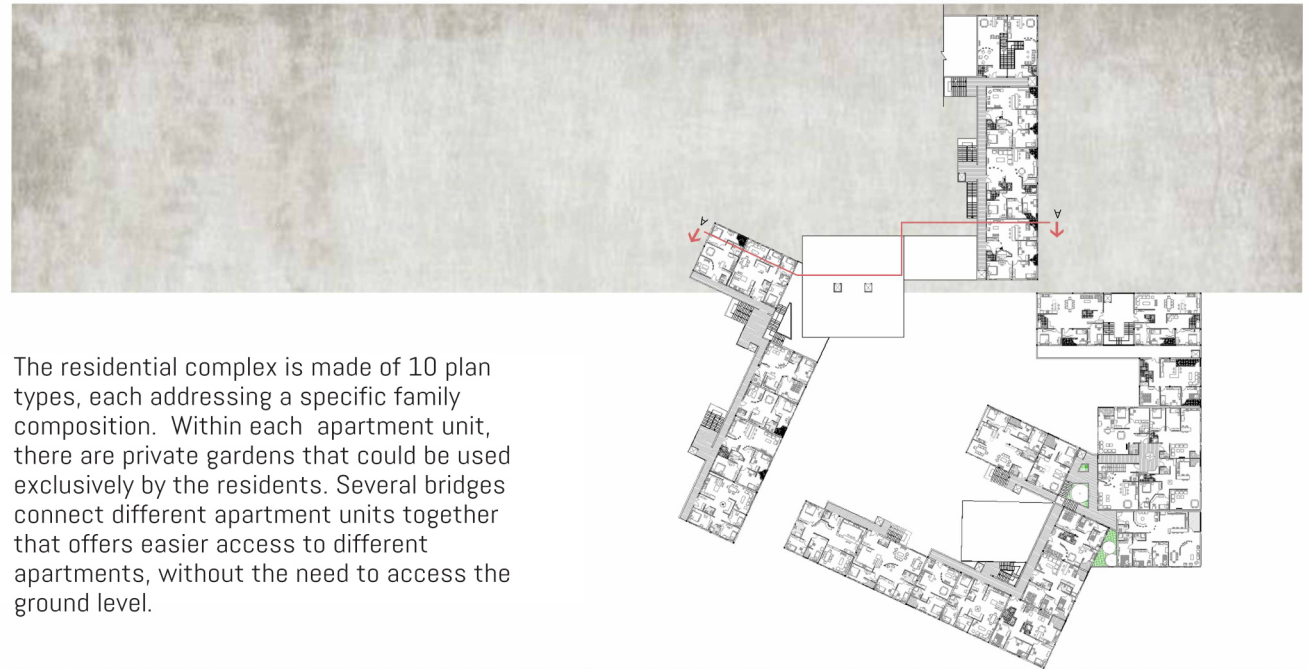 A
A
The residential complex is made of 10 plan
types, each addressing a specific family
composition.  Within each  apartment unit,
there are private gardens that could be used
exclusively by the residents. Several bridges
connect different apartment units together
that offers easier access to different
apartments, without the need to access the
ground level.